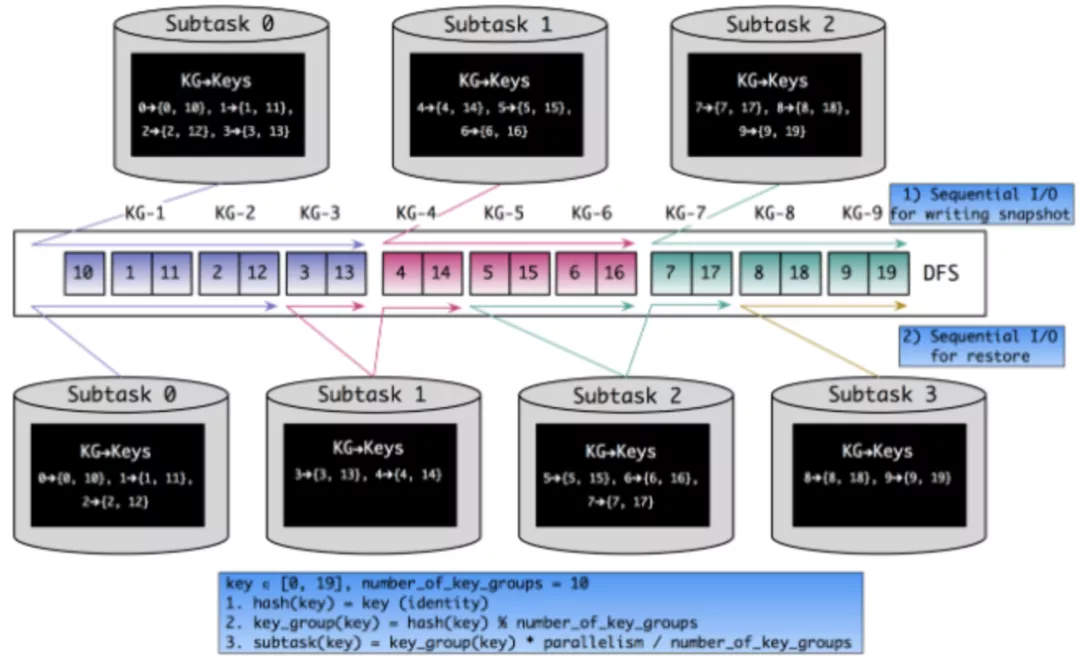 Subtask 0
KG→Keys
0→{0, 10}, 1→{1, 11},
2→{2, 12}, 3→{3, 13}
Subtask 1
KG→Keys
4→{4, 14}, 5→{5, 15},
6→{6, 16}
Subtask 2
KG→Keys
7→{7, 17}, 8→{8, 18},
9→{9, 19}
1) Sequential I/O
for writing snapshot
KG-1 KG-2 KG-3 KG-4 KG-5 KG-6 KG-7 KG-8 KG-9
10 1 11 2 12 3 13 4 14 5 15 6 16 7 17 8 18 9 19 DFS
2) Sequential I/O
for restore
Subtask 0
KG→Keys
0→{0, 10}, 1→{1, 11},
2→{2, 12}
Subtask 1
KG→Keys
3→{3, 13}, 4→{4, 14}
Subtask 2
KG→Keys
5→{5, 15}, 6→{6, 16},
7→{7, 17}
Subtask 3
KG→Keys
8→{8, 18}, 9→{9, 19}
key ∈ [0, 19], number_of_key_groups = 10
1. hash(key) = key (identity)
2. key_group(key) = hash(key) % number_of_key_groups
3. subtask(key) = key_group(key) * parallelism / number_of_key_groups